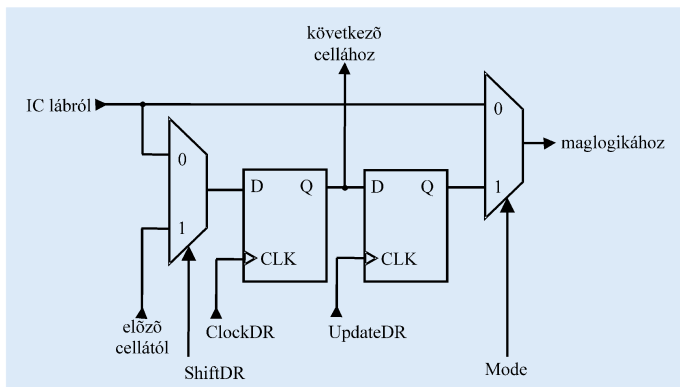 következõ
cellához
IC lábról
0
maglogikához
0
D Q
D Q
1
1
CLK
CLK
elõzõ
cellától
ClockDR
UpdateDR
ShiftDR
Mode